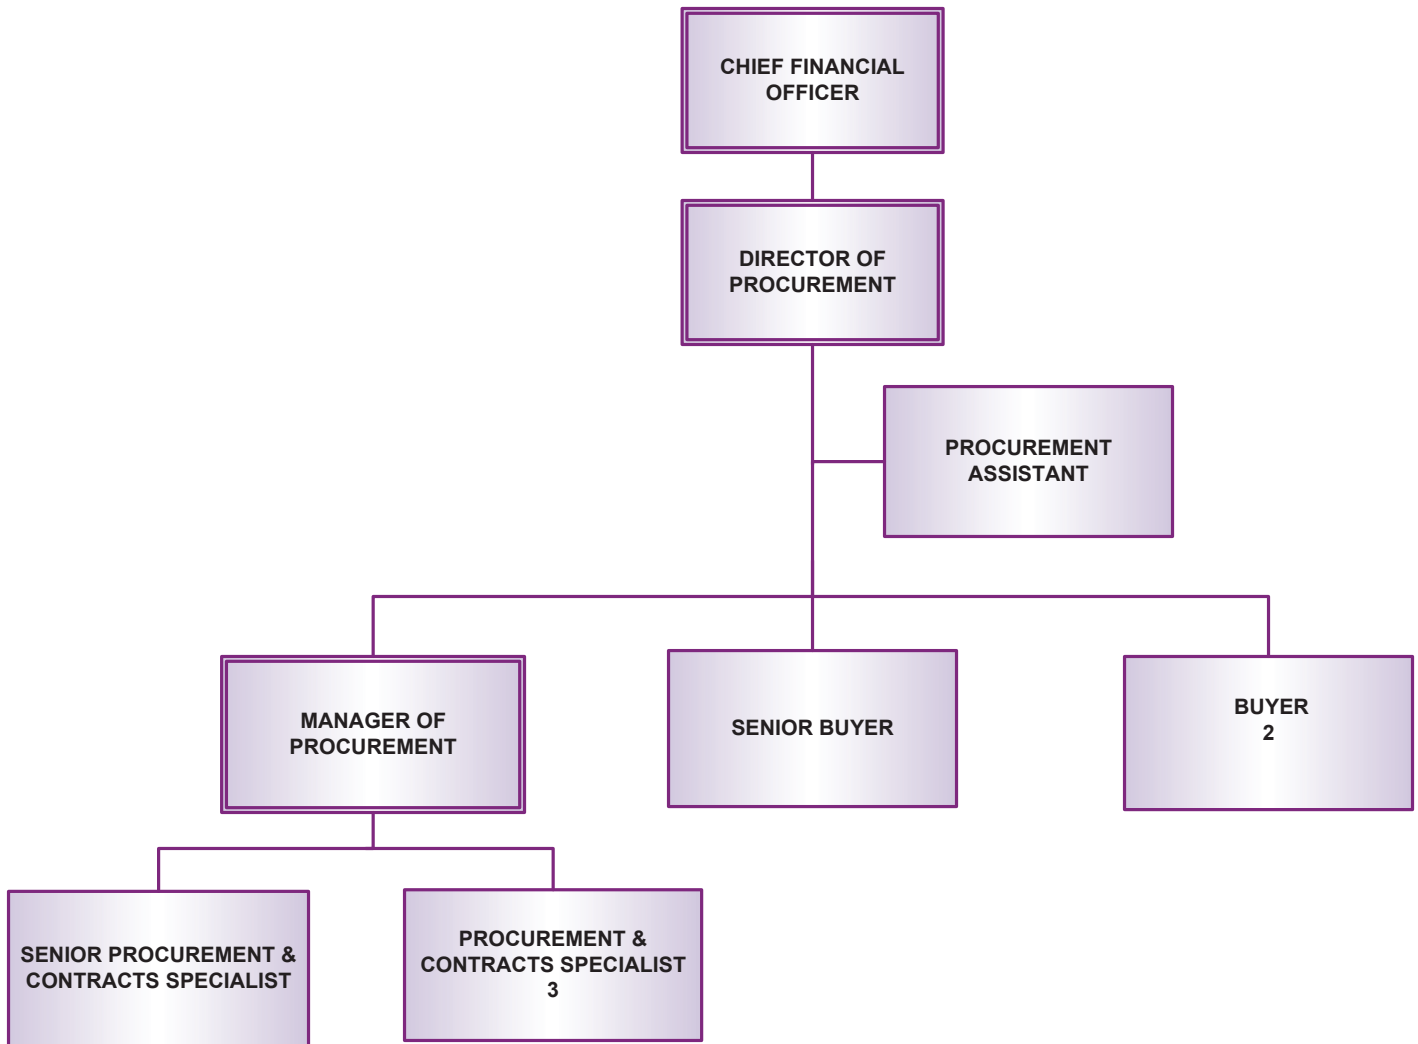 CHIEF FINANCIAL
OFFICER
DIRECTOR OF
PROCUREMENT
PROCUREMENT
ASSISTANT
MANAGER OF
PROCUREMENT
SENIOR BUYER
BUYER
2
SENIOR PROCUREMENT &
CONTRACTS SPECIALIST
PROCUREMENT &
CONTRACTS SPECIALIST
3